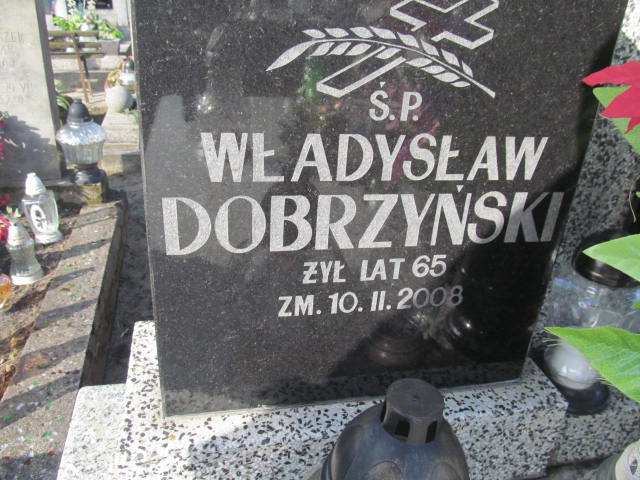 Ś.P.
WŁADYSŁAW
DOBRZYŃSKI
ŻYŁ LAT 65
ZM. 10. II. 2008